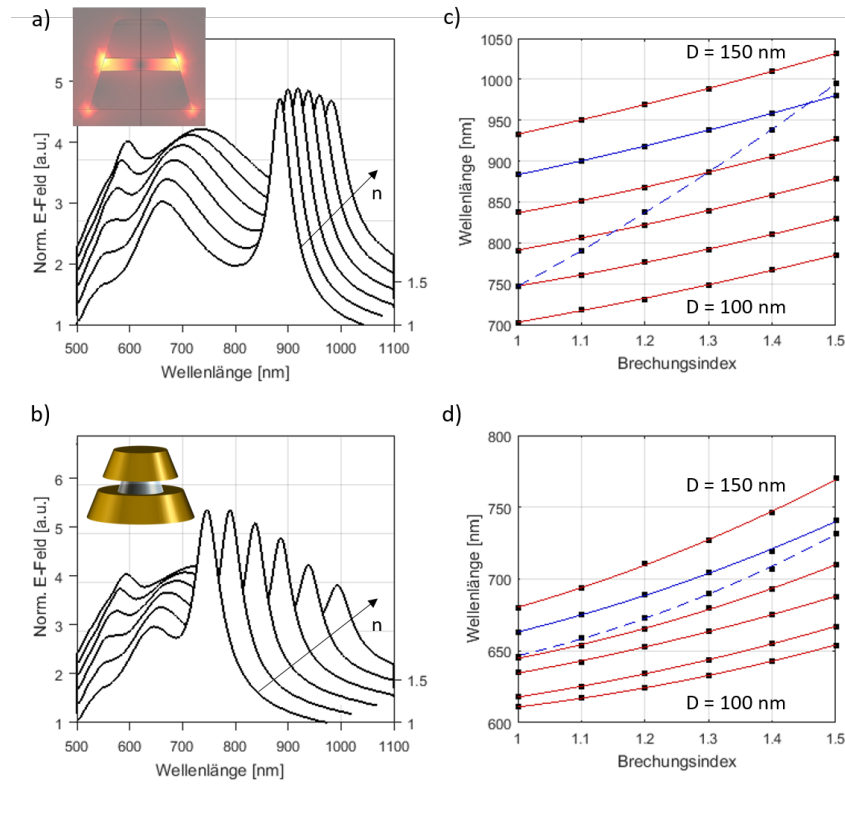 a)
Norm. E-Feld [a.u.]
5
4
3
2
1
n
1.5
1
500 600 700 800 900 1000 1100
Wellenlänge [nm]
c)
Wellenlänge [nm]
1050
1000
950
900
850
800
750
700
D = 150 nm
D = 100 nm
1 1.1 1.2 1.3 1.4 1.5
Brechungsindex
b)
Norm. E-Feld [a.u.]
6
5
4
3
2
1
n
1.5
1
500 600 700 800 900 1000 1100
Wellenlänge [nm]
d)
Wellenlänge [nm]
800
750
700
650
600
D = 150 nm
D = 100 nm
1 1.1 1.2 1.3 1.4 1.5
Brechungsindex